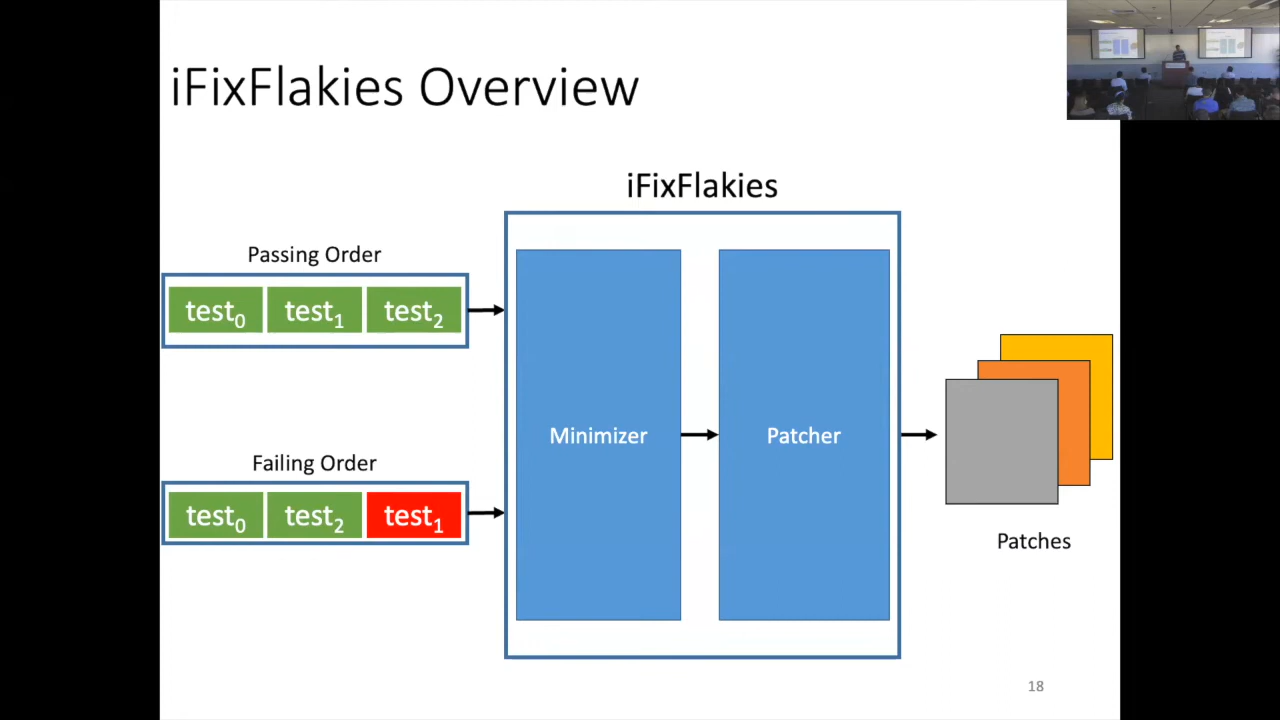 iFixFlakies Overview
iFixFlakies
Passing Order
test0 test1 test2
Minimizer
Patcher
Failing Order
test0 test2 test1
Patches
18